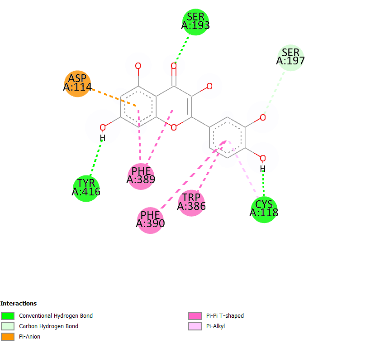 SER
A:193
SER
A:197
ASP
A:114
O
O
O
O
O
O
H
O
O
H
PHE
A:389
TYR
A:416
TRP
A:386
PHE
A:390
CYS
A:118
Interactions
Conventional Hydrogen Bond
Carbon Hydrogen Bond
Pi-Anion
Pi-Pi T-shaped
Pi-Alkyl